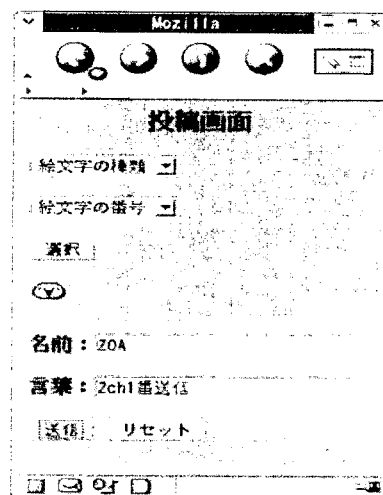 Mozilla
投稿画面
絵文字の種類
絵文字の番号
選択
名前：ZOA
言葉：2ch1番送信
送信 リセット